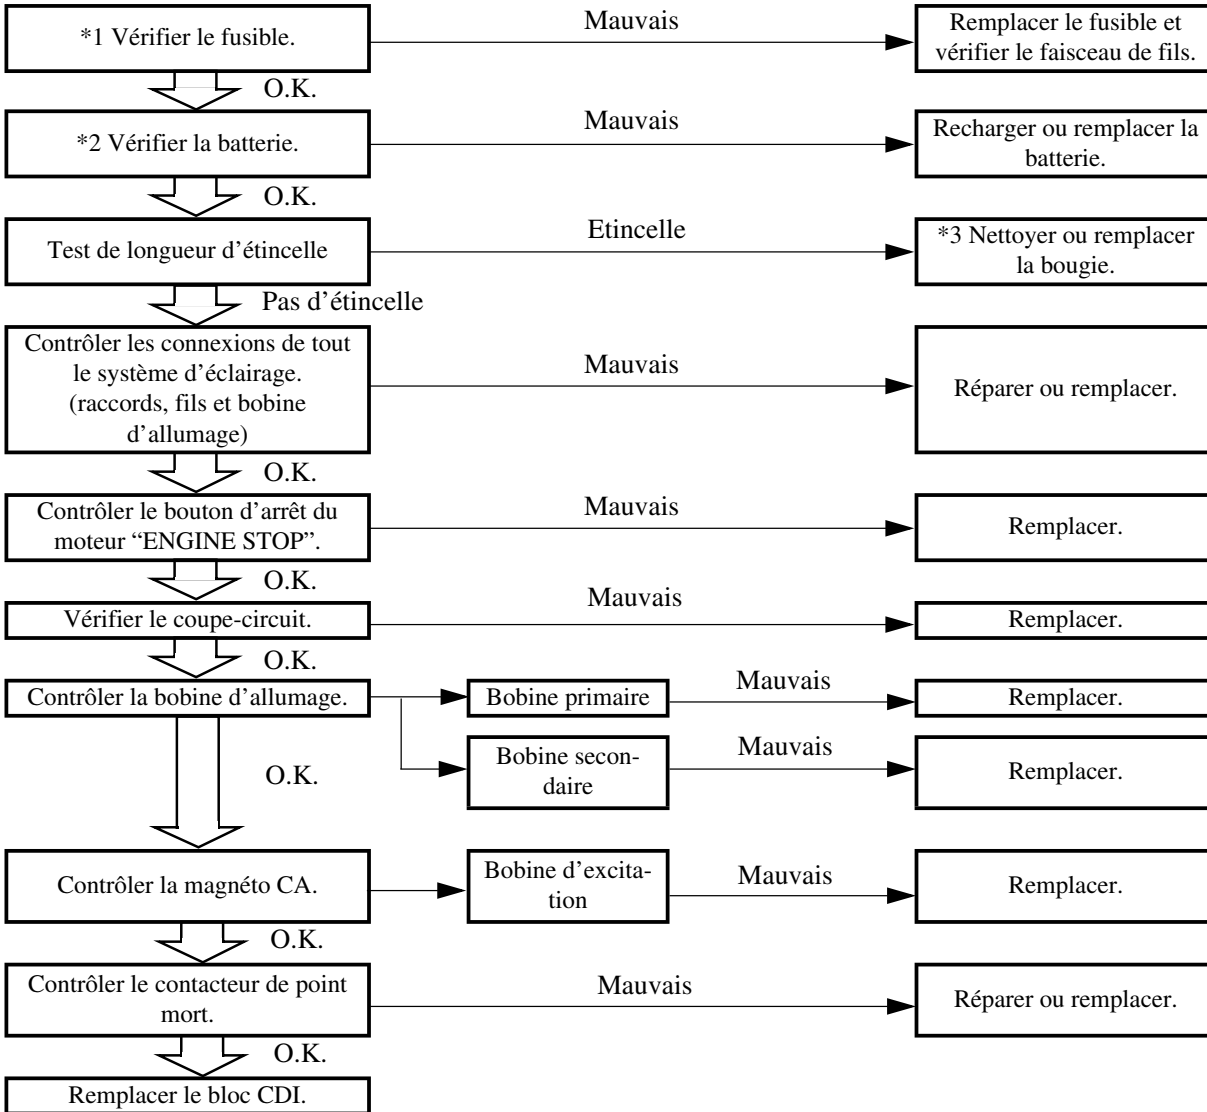 *1 Vérifier le fusible.
Mauvais
Remplacer le fusible et
vérifier le faisceau de fils.
O.K.
*2 Vérifier la batterie.
Mauvais
Recharger ou remplacer la
batterie.
O.K.
Test de longueur d’étincelle
Etincelle
*3 Nettoyer ou remplacer
la bougie.
Pas d’étincelle
Contrôler les connexions de tout
le système d’éclairage.
(raccords, fils et bobine
d’allumage)
Mauvais
Réparer ou remplacer.
O.K.
Contrôler le bouton d’arrêt du
moteur “ENGINE STOP”.
Mauvais
Remplacer.
O.K.
Vérifier le coupe-circuit.
Mauvais
Remplacer.
O.K.
Contrôler la bobine d’allumage.
Bobine primaire
Mauvais
Remplacer.
Bobine secon-
daire
Mauvais
Remplacer.
O.K.
Contrôler la magnéto CA.
Bobine d’excita-
tion
Mauvais
Remplacer.
O.K.
Contrôler le contacteur de point
mort.
Mauvais
Réparer ou remplacer.
O.K.
Remplacer le bloc CDI.